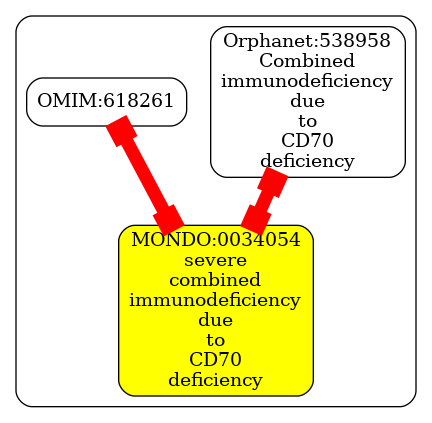 OMIM:618261
Orphanet:538958
Combined
immunodeficiency
due
to
CD70
deficiency
MONDO:0034054
severe
combined
immunodeficiency
due
to
CD70
deficiency